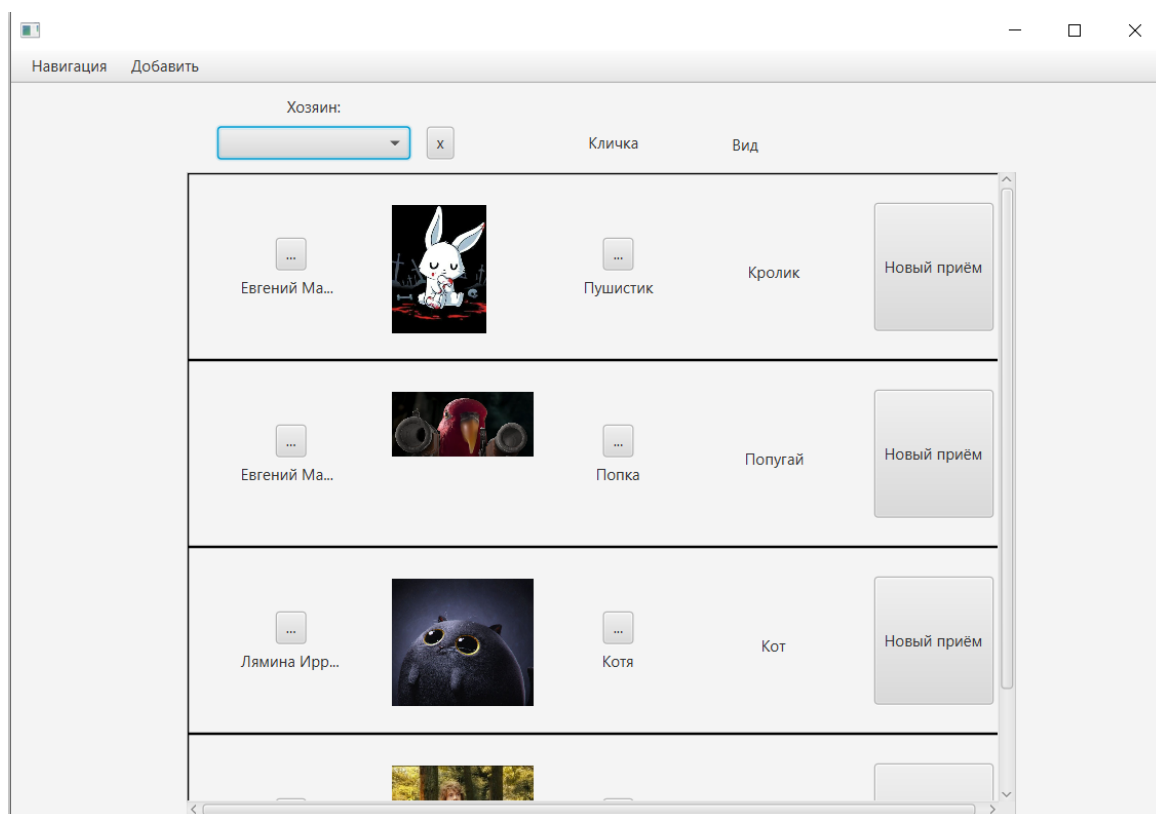 Навигация Добавить
Хозяин:
x Кличка Вид
...
...
Евгений Ма...
Пушистик
Кролик
Новый приём
...
...
Евгений Ма...
Попка
Попугай
Новый приём
...
...
Лямина Ирр...
Котя
Кот
Новый приём